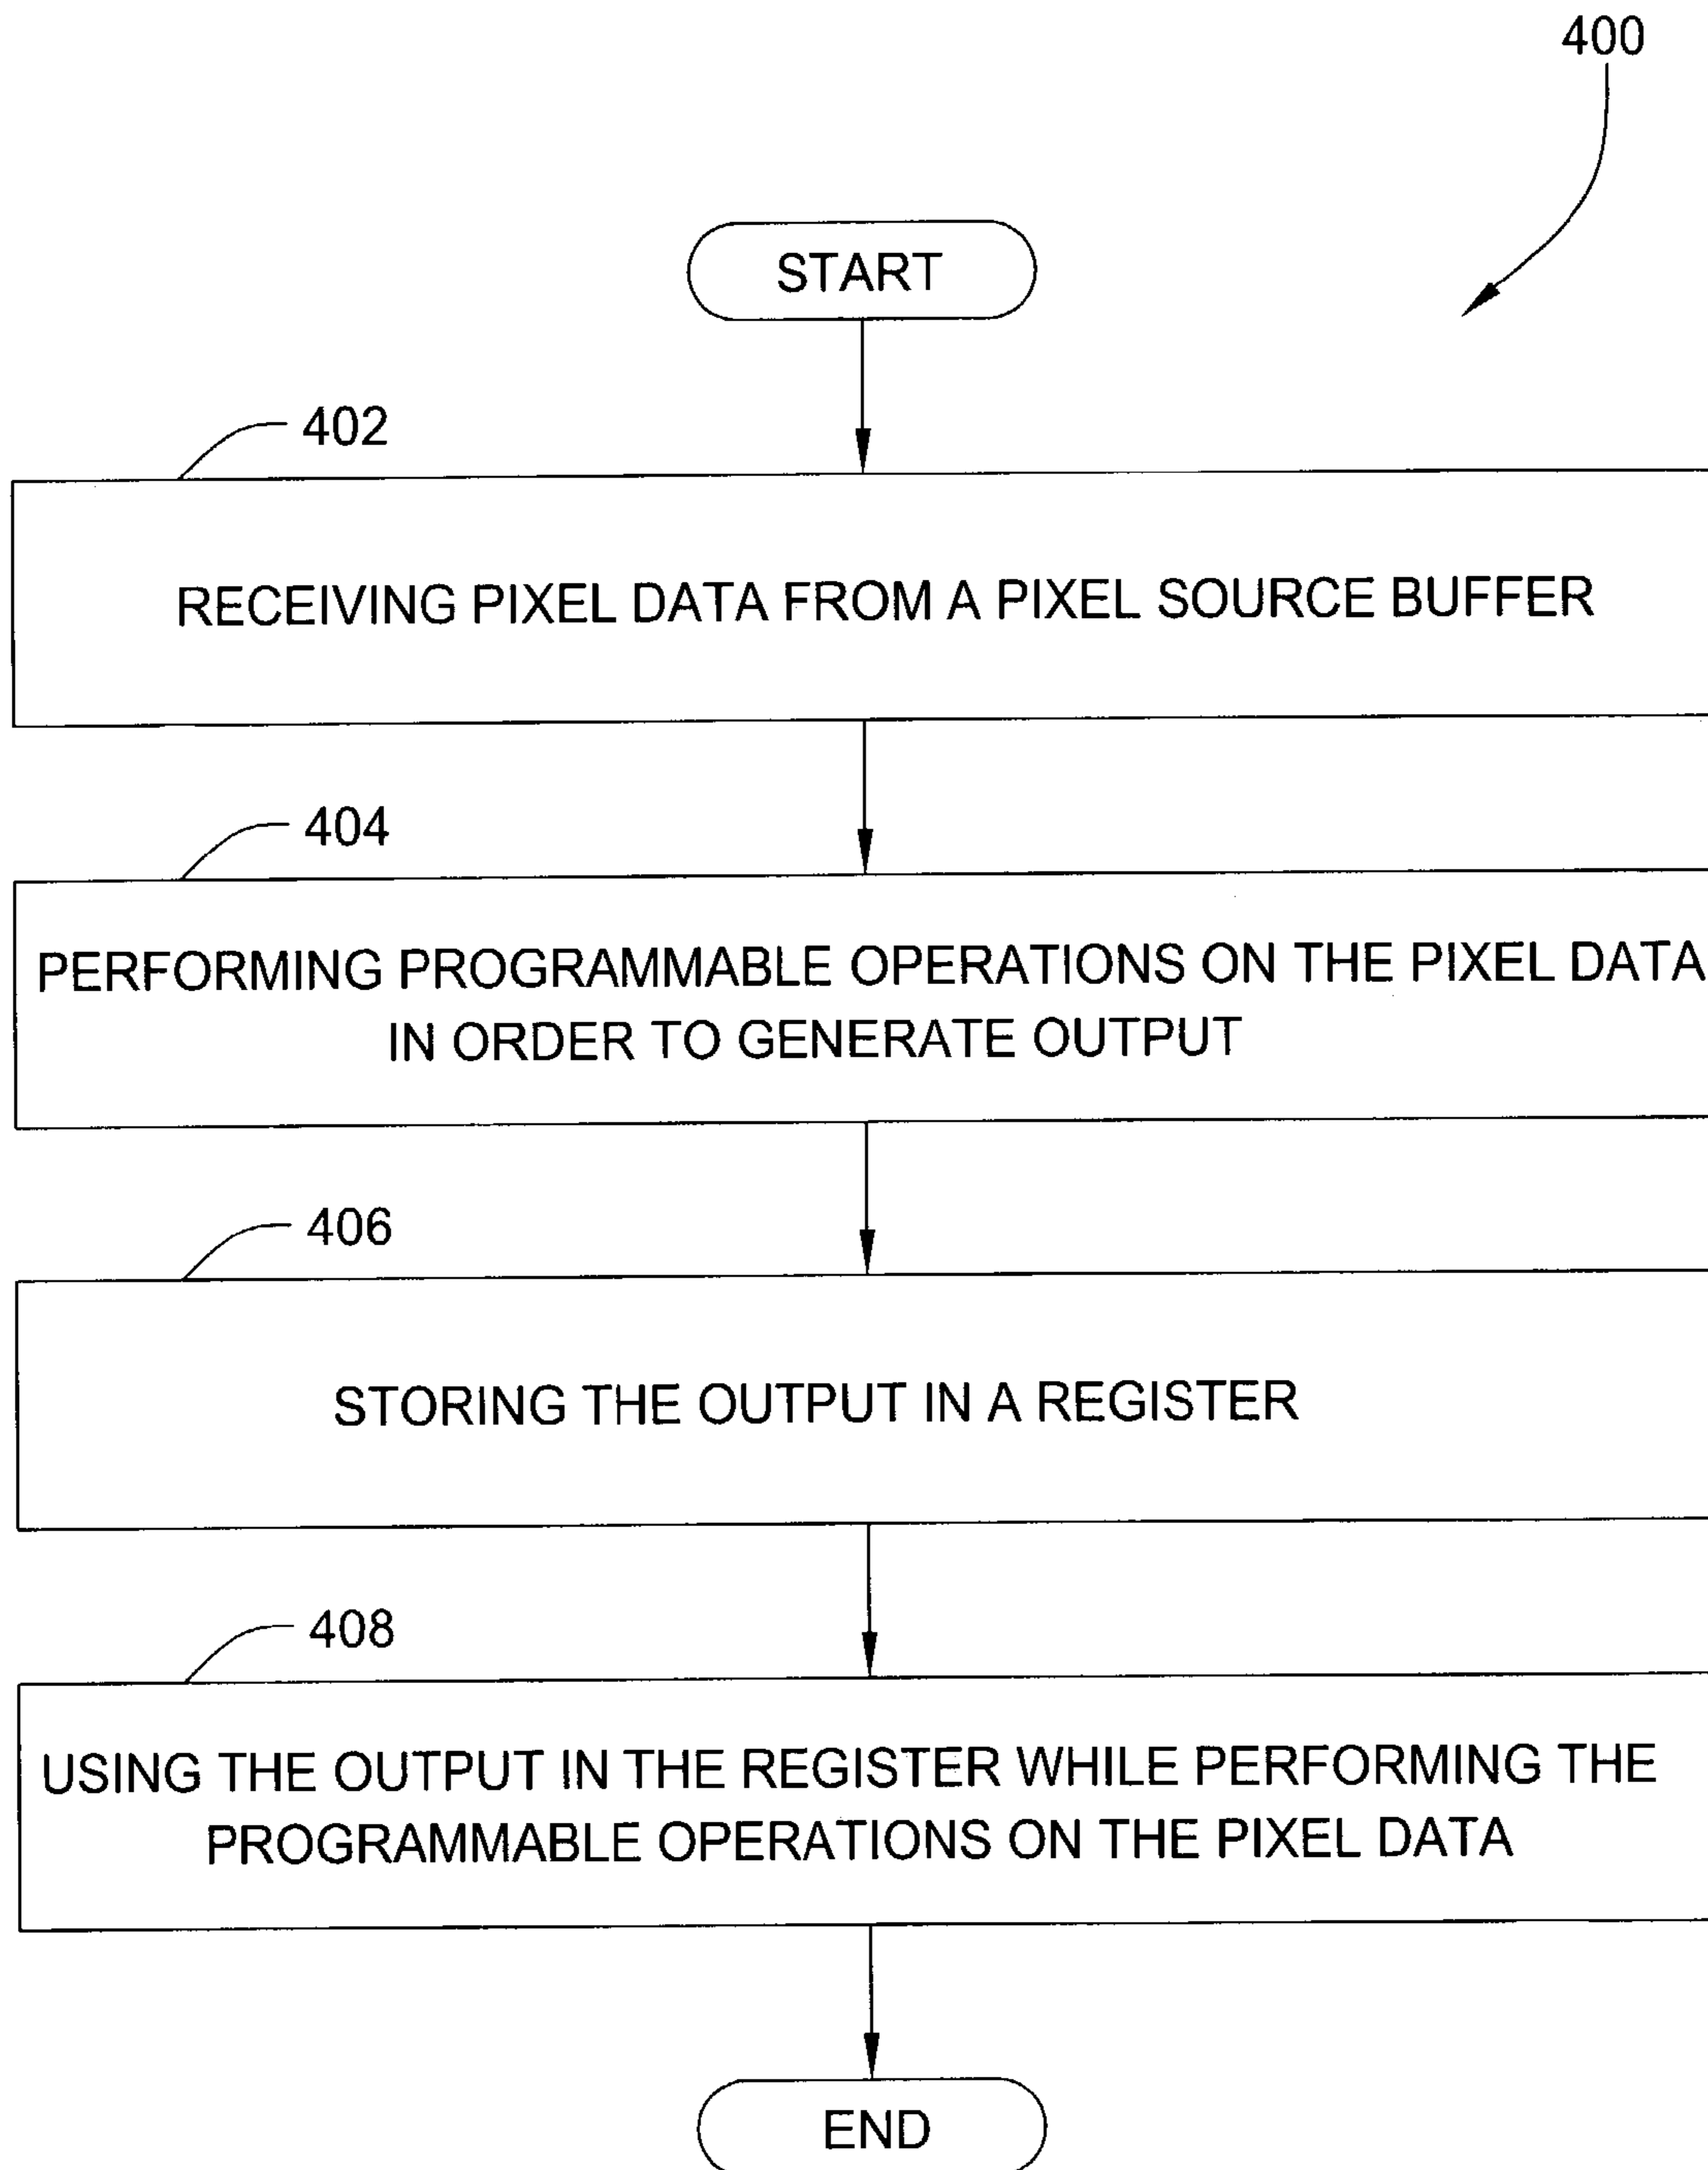 400
START
402
RECEIVING PIXEL DATA FROM A PIXEL SOURCE BUFFER
404
PERFORMING PROGRAMMABLE OPERATIONS ON THE PIXEL DATA
IN ORDER TO GENERATE OUTPUT
406
STORING THE OUTPUT IN A REGISTER
408
USING THE OUTPUT IN THE REGISTER WHILE PERFORMING THE
PROGRAMMABLE OPERATIONS ON THE PIXEL DATA
END